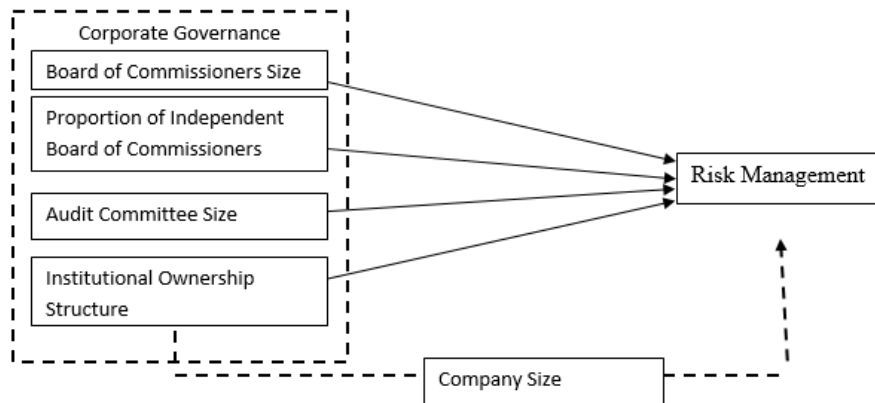 Corporate Governance
Board of Commissioners Size
Proportion of Independent
Board of Commissioners
Audit Committee Size
Institutional Ownership
Structure
Risk Management
Company Size